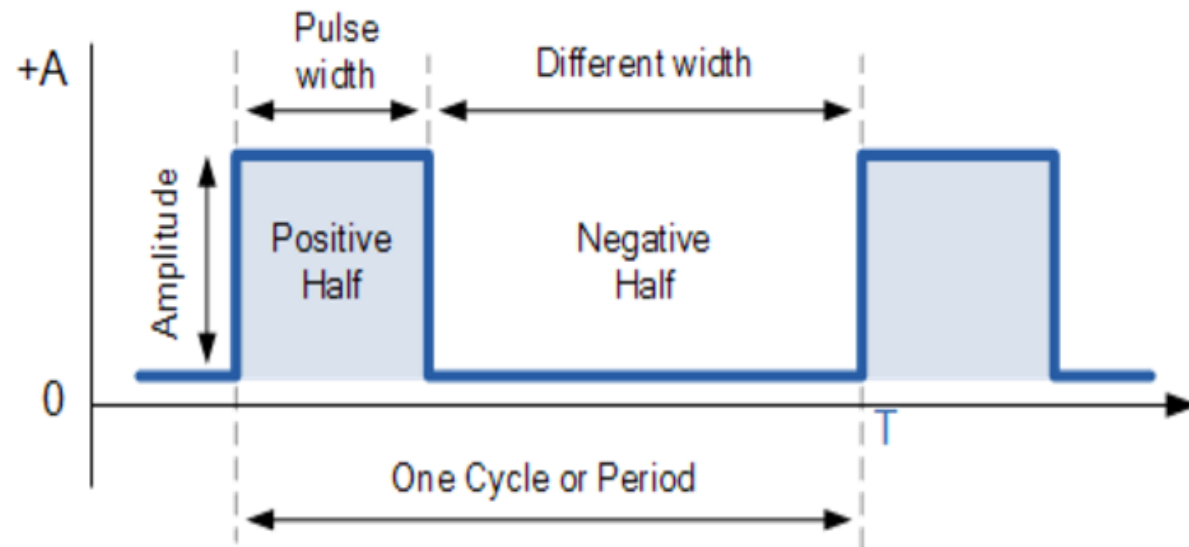 Pulse
width
Different width
+A
Amplitude
Positive
Half
Negative
Half
0
T
One Cycle or Period